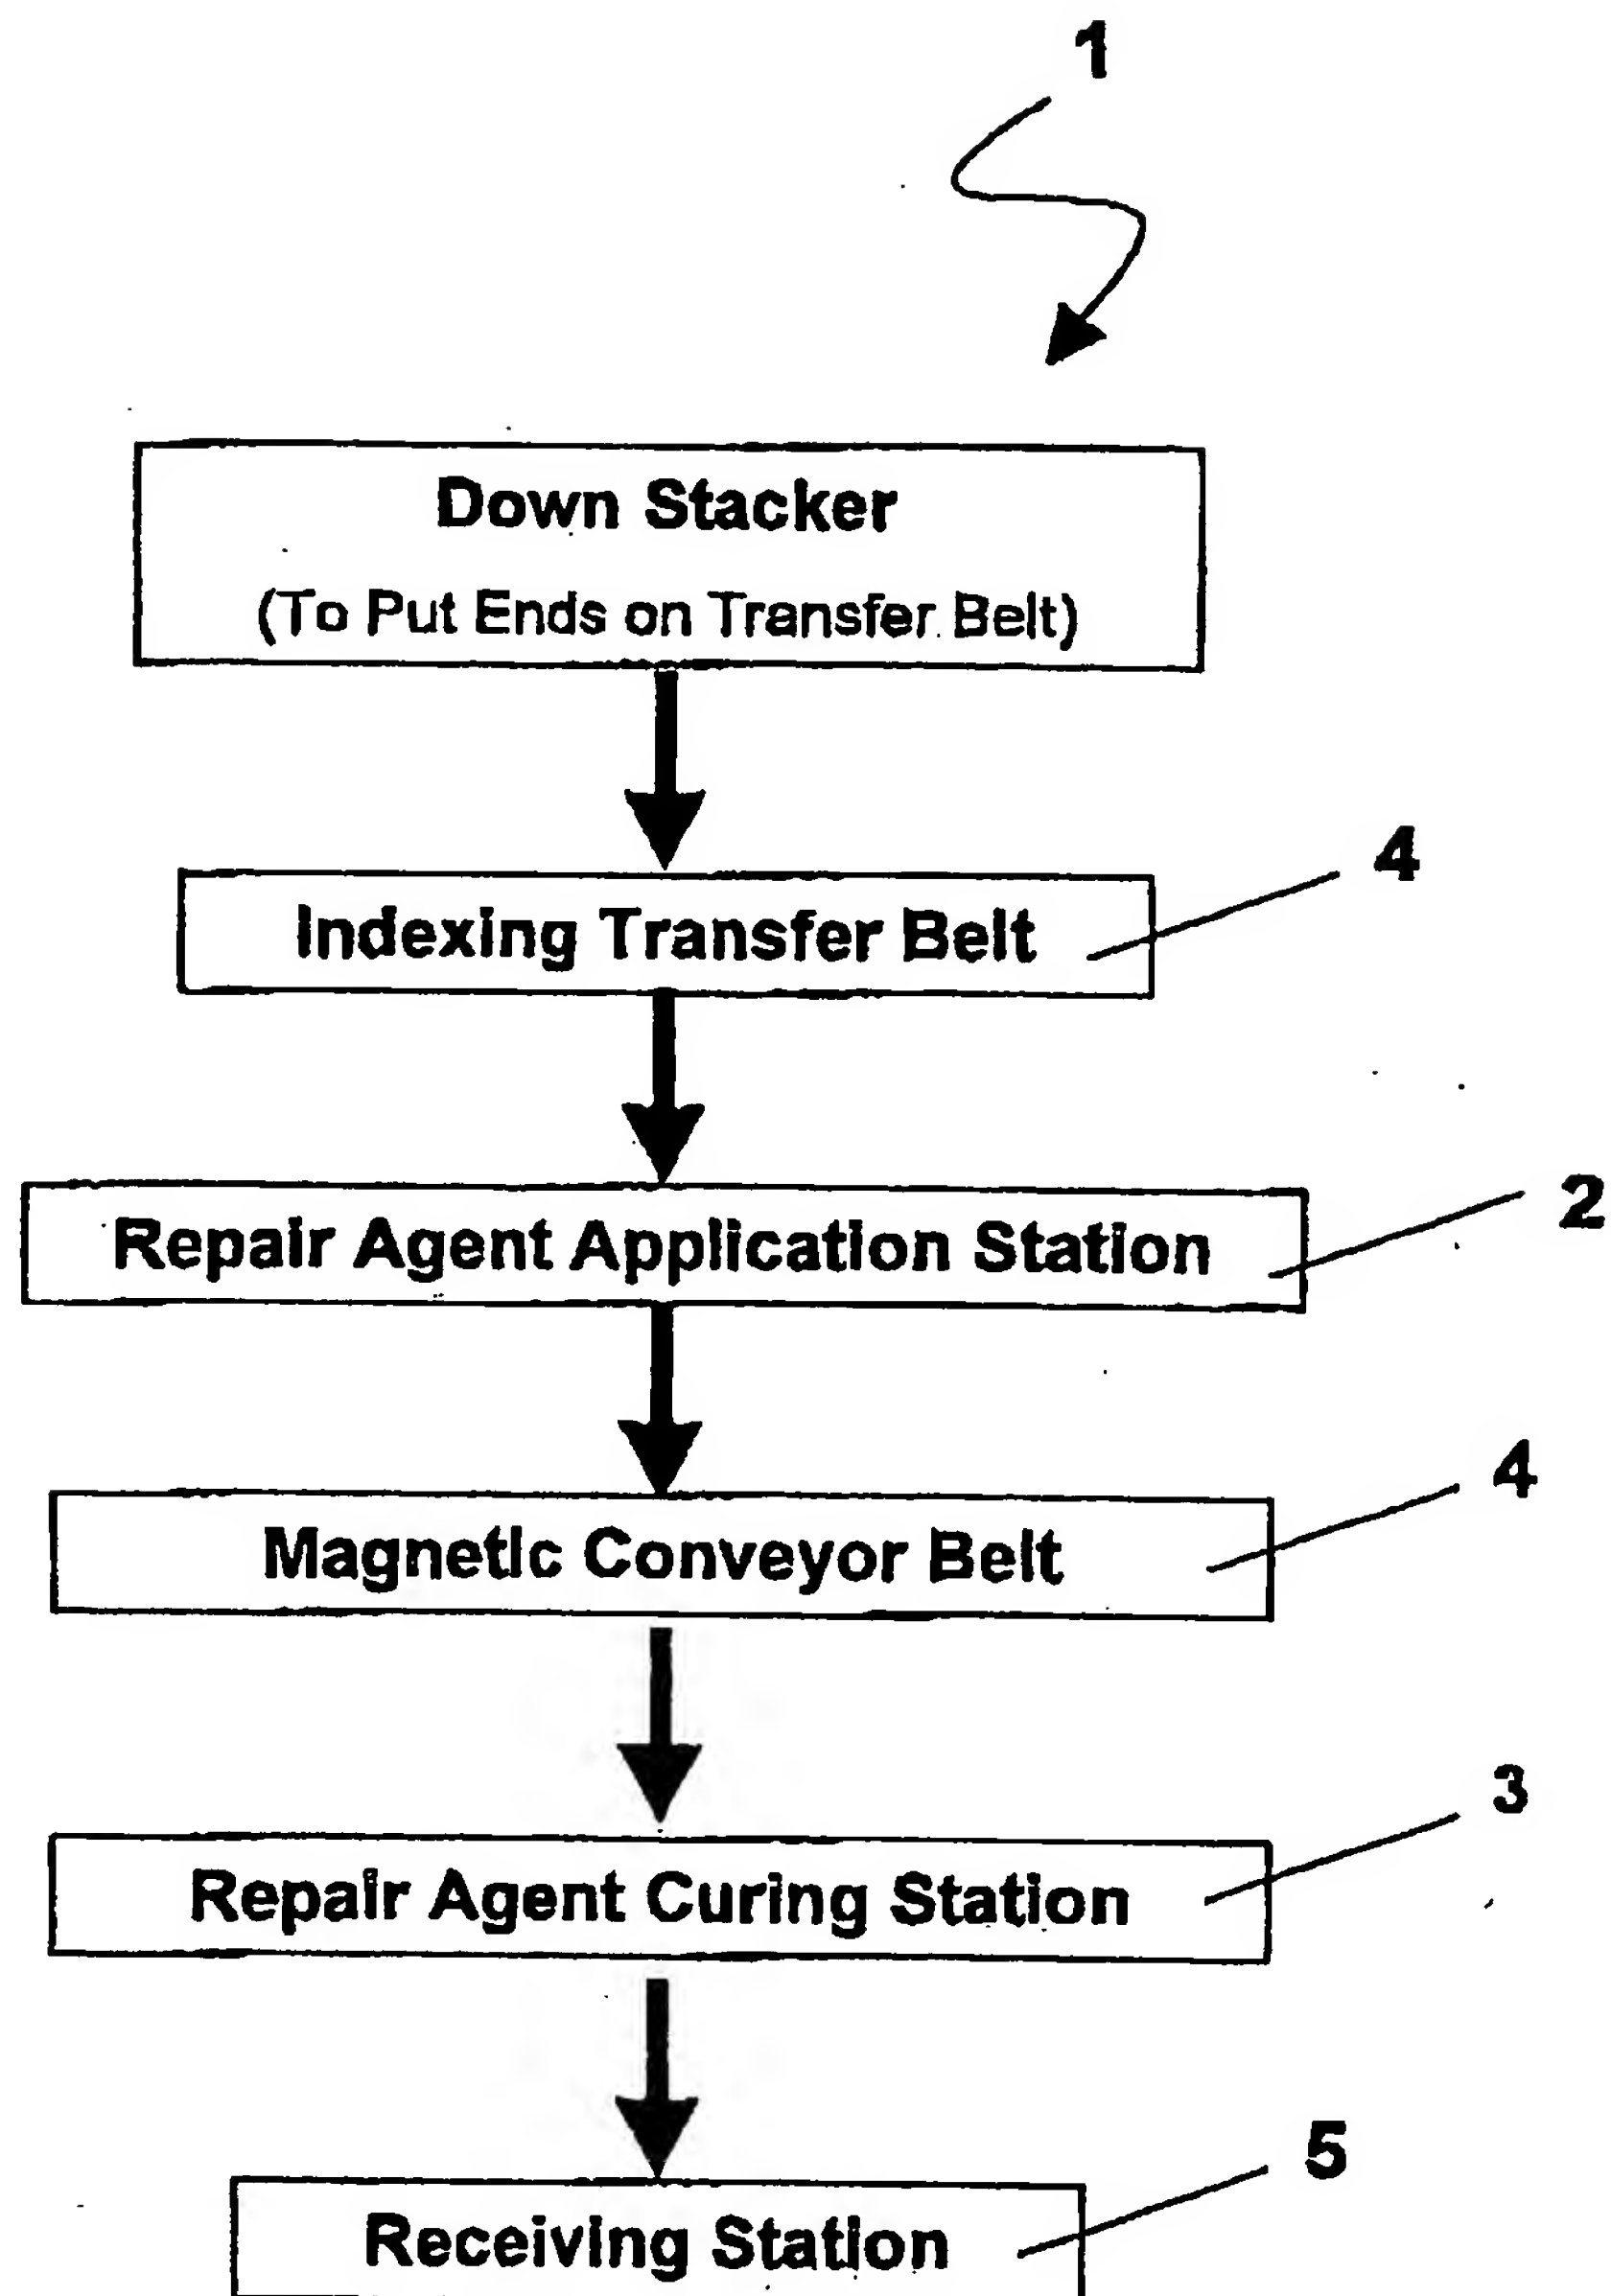 1
Down Stacker
(To Put Ends on Transfer Belt)
4
Indexing Transfer Belt
2
Repair Agent Application Station
4
Magnetic Conveyor Belt
3
Repair Agent Curing Station
5
Receiving Station